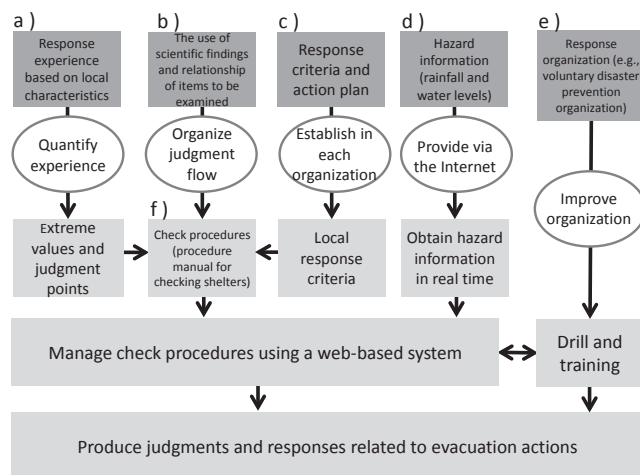 a )
Response
experience
based on local
characteristics
b )
The use of
scientific findings
and relationship
of items to be
examined
c )
Response
criteria and
action plan
d )
Hazard
information
(rainfall and
water levels)
e )
Response
organization (e.g.,
voluntary disaster
prevention
organization)
Quantify
experience
Organize
judgment
flow
Establish in
each
organization
Provide via
the Internet
Improve
organization
Extreme
values and
judgment
points
f )
Check procedures
(procedure
manual for
checking shelters)
Local
response
criteria
Obtain hazard
information
in real time
Manage check procedures using a web-based system
Drill and
training
Produce judgments and responses related to evacuation actions